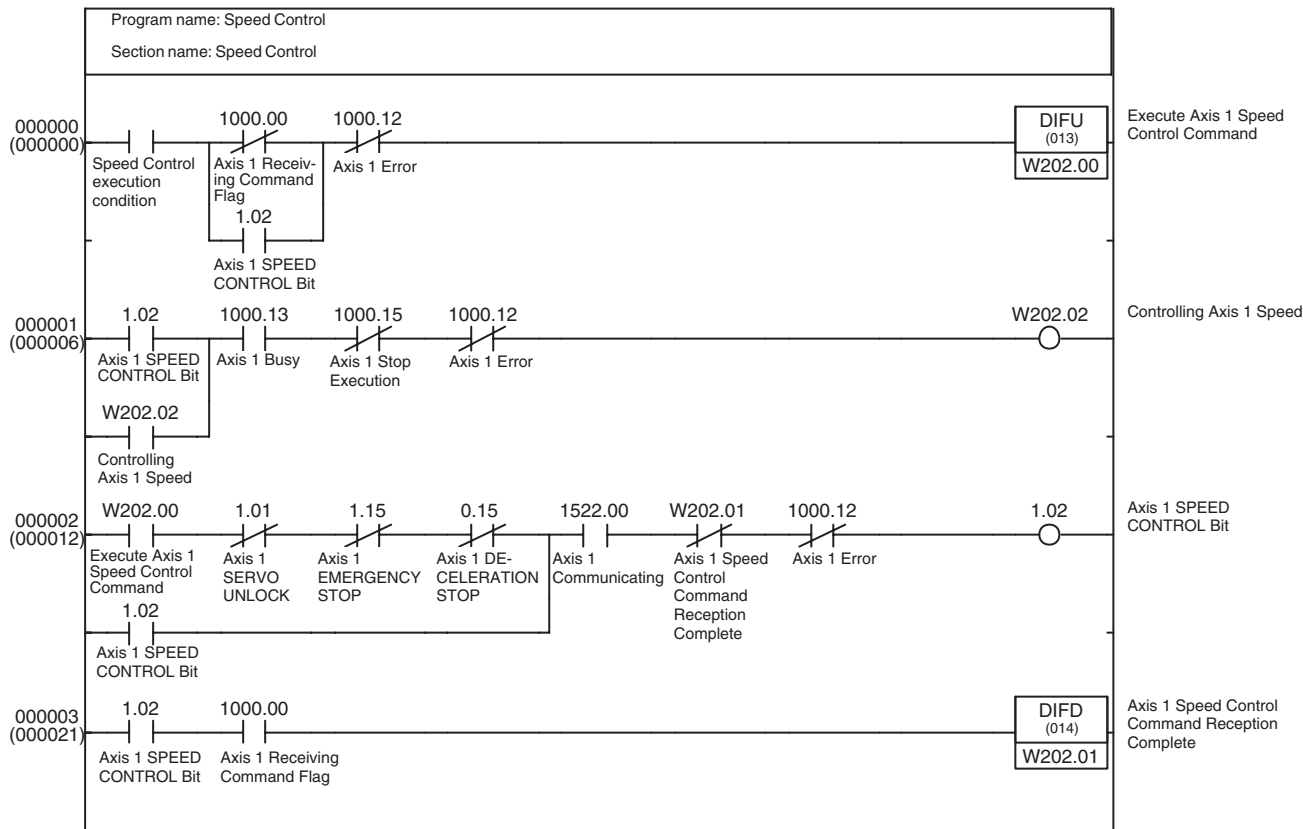 Program name: Speed Control
Section name: Speed Control
000000
(000000)
Speed Control
execution
condition
1000.00
Axis 1 Receiv-
ing Command
Flag
1000.12
Axis 1 Error
DIFU
(013)
W202.00
Execute Axis 1 Speed
Control Command
1.02
Axis 1 SPEED
CONTROL Bit
000001
(000006)
1.02
Axis 1 SPEED
CONTROL Bit
1000.13
Axis 1 Busy
1000.15
Axis 1 Stop
Execution
1000.12
Axis 1 Error
W202.02
Controlling Axis 1 Speed
W202.02
Controlling
Axis 1 Speed
000002
(000012)
W202.00
Execute Axis 1
Speed Control
Command
1.01
Axis 1
SERVO
UNLOCK
1.15
Axis 1
EMERGENCY
STOP
0.15
Axis 1 DE-
CELERATION
STOP
1522.00
Axis 1
Communicating
W202.01
Axis 1 Speed
Control
Command
Reception
Complete
1000.12
Axis 1 Error
1.02
Axis 1 SPEED
CONTROL Bit
1.02
Axis 1 SPEED
CONTROL Bit
000003
(000021)
1.02
Axis 1 SPEED
CONTROL Bit
1000.00
Axis 1 Receiving
Command Flag
DIFD
(014)
W202.01
Axis 1 Speed Control
Command Reception
Complete